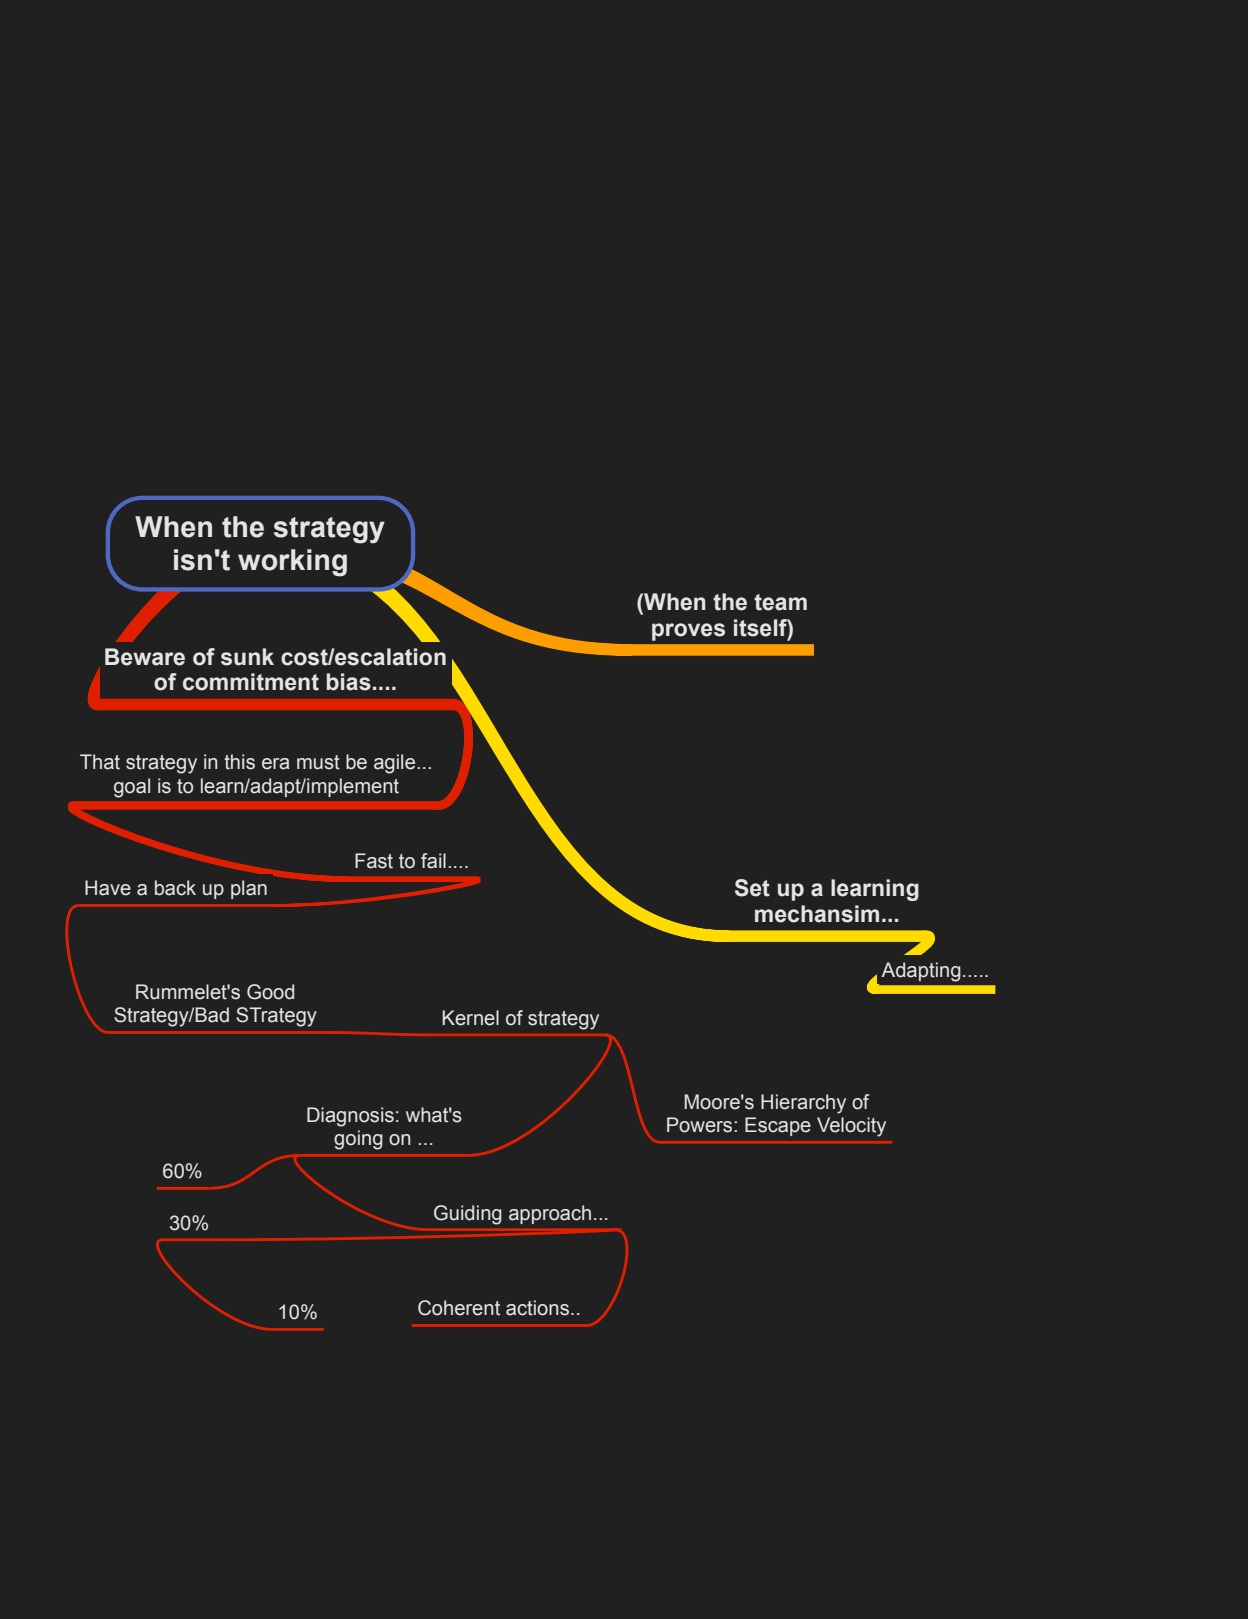 When the strategy
isn't working
(When the team
proves itself)
Beware of sunk cost/escalation
of commitment bias....
That strategy in this era must be agile...
goal is to learn/adapt/implement
Fast to fail....
Have a back up plan
Set up a learning
mechansim...
Adapting.....
Rummelet's Good
Strategy/Bad STrategy
Kernel of strategy
Moore's Hierarchy of
Powers: Escape Velocity
Diagnosis: what's
going on ...
60%
Guiding approach...
30%
Coherent actions..
10%